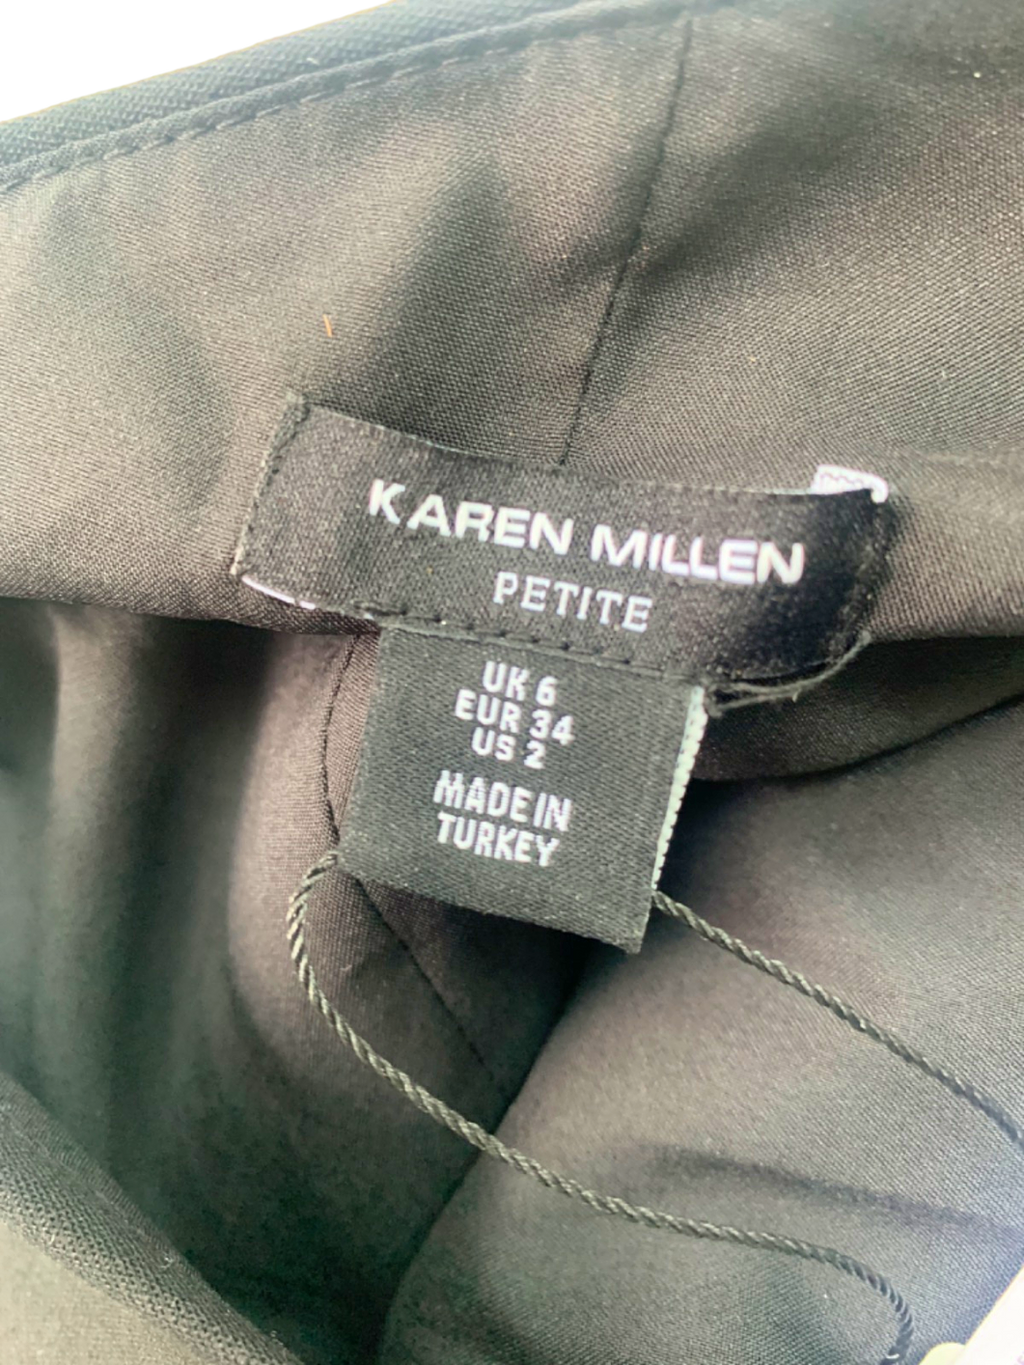 KAREN MILLEN
PETITE
UK 6
EUR 34
US 2
MADE IN
TURKEY